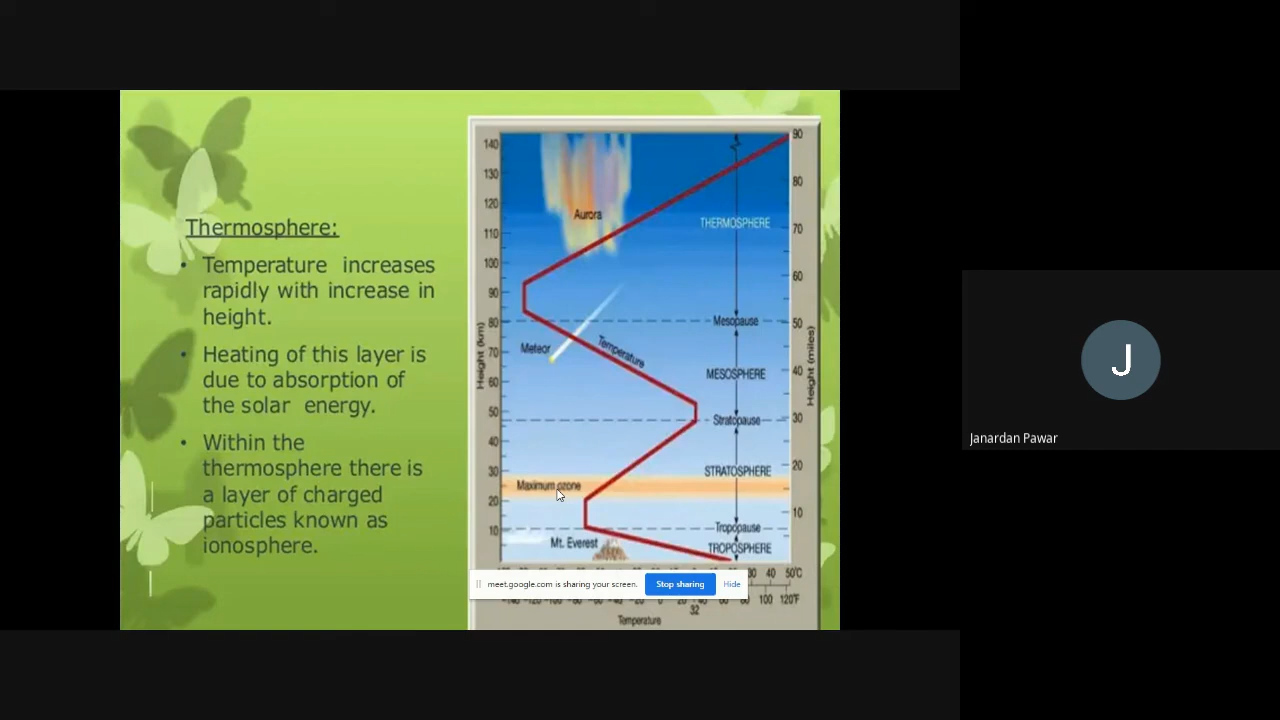 Thermosphere:
• Temperature increases
rapidly with increase in
height.
• Heating of this layer is
due to absorption of
the solar energy.
• Within the
thermosphere there is
a layer of charged
particles known as
ionosphere.
140
130
120
110
100
90
80
70
60
50
40
30
20
10
Height (km)
Aurora
Meteor
Temperature
Maximum ozone
Mt. Everest
THERMOSPHERE
Mesopause
MESOSPHERE
Stratopause
STRATOSPHERE
Tropopause
TROPOSPHERE
90
80
70
60
50
40
30
20
10
Height (miles)
30 40 50°C
meet.google.com is sharing your screen. Stop sharing Hide
100 120°F
32
Temperature
J
Janardan Pawar